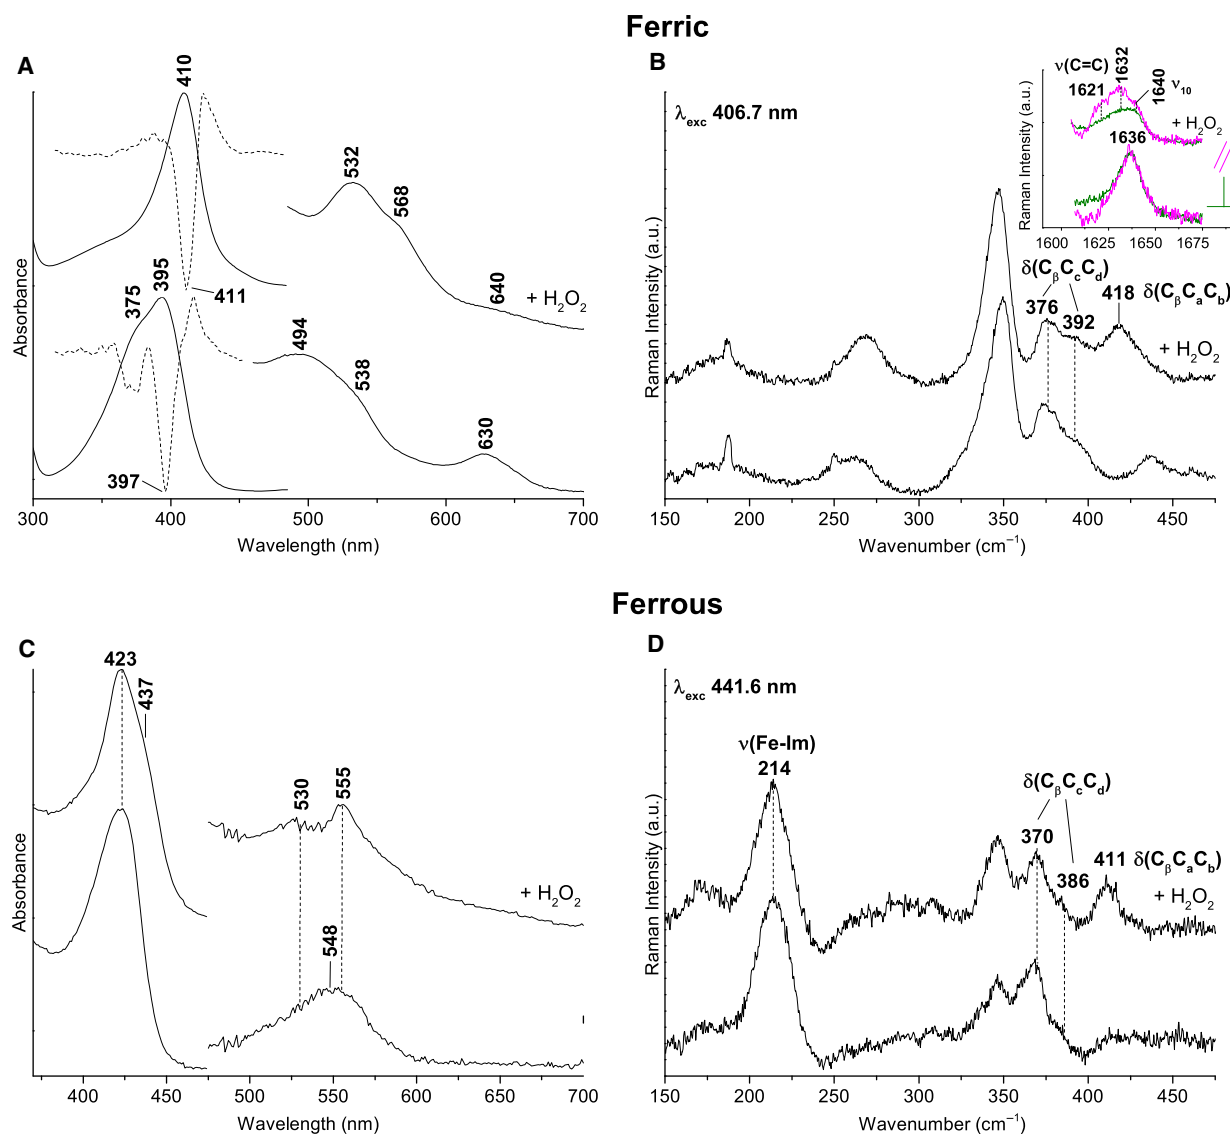 Ferric
A
410
532
568
640
+ H₂O₂
411
395
375
494
538
630
397
Absorbance
300 400 500 600 700
Wavelength (nm)
B
λexc 406.7 nm
ν(C=C)
1621
1632
1640
ν10
+ H₂O₂
1636
Raman Intensity (a.u.)
1600 1625 1650 1675
δ(CβCcCd)
376
392
418
δ(CβCaCb)
+ H₂O₂
Raman Intensity (a.u.)
150 200 250 300 350 400 450
Wavenumber (cm⁻¹)
Ferrous
C
423
437
530
555
+ H₂O₂
548
Absorbance
400 450 500 550 600 650 700
Wavelength (nm)
D
λexc 441.6 nm
ν(Fe-Im)
214
δ(CβCcCd)
370
386
411 δ(CβCaCb)
+ H₂O₂
Raman Intensity (a.u.)
150 200 250 300 350 400 450
Wavenumber (cm⁻¹)